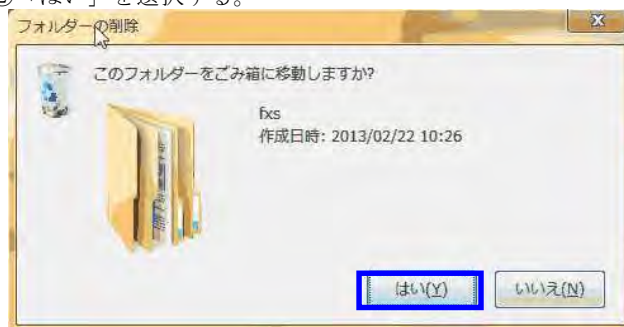 「はい」を選択する。
フォルダーの削除
このフォルダーをごみ箱に移動しますか?
fxs
作成日時: 2013/02/22 10:26
はい(Y)
いいえ(N)